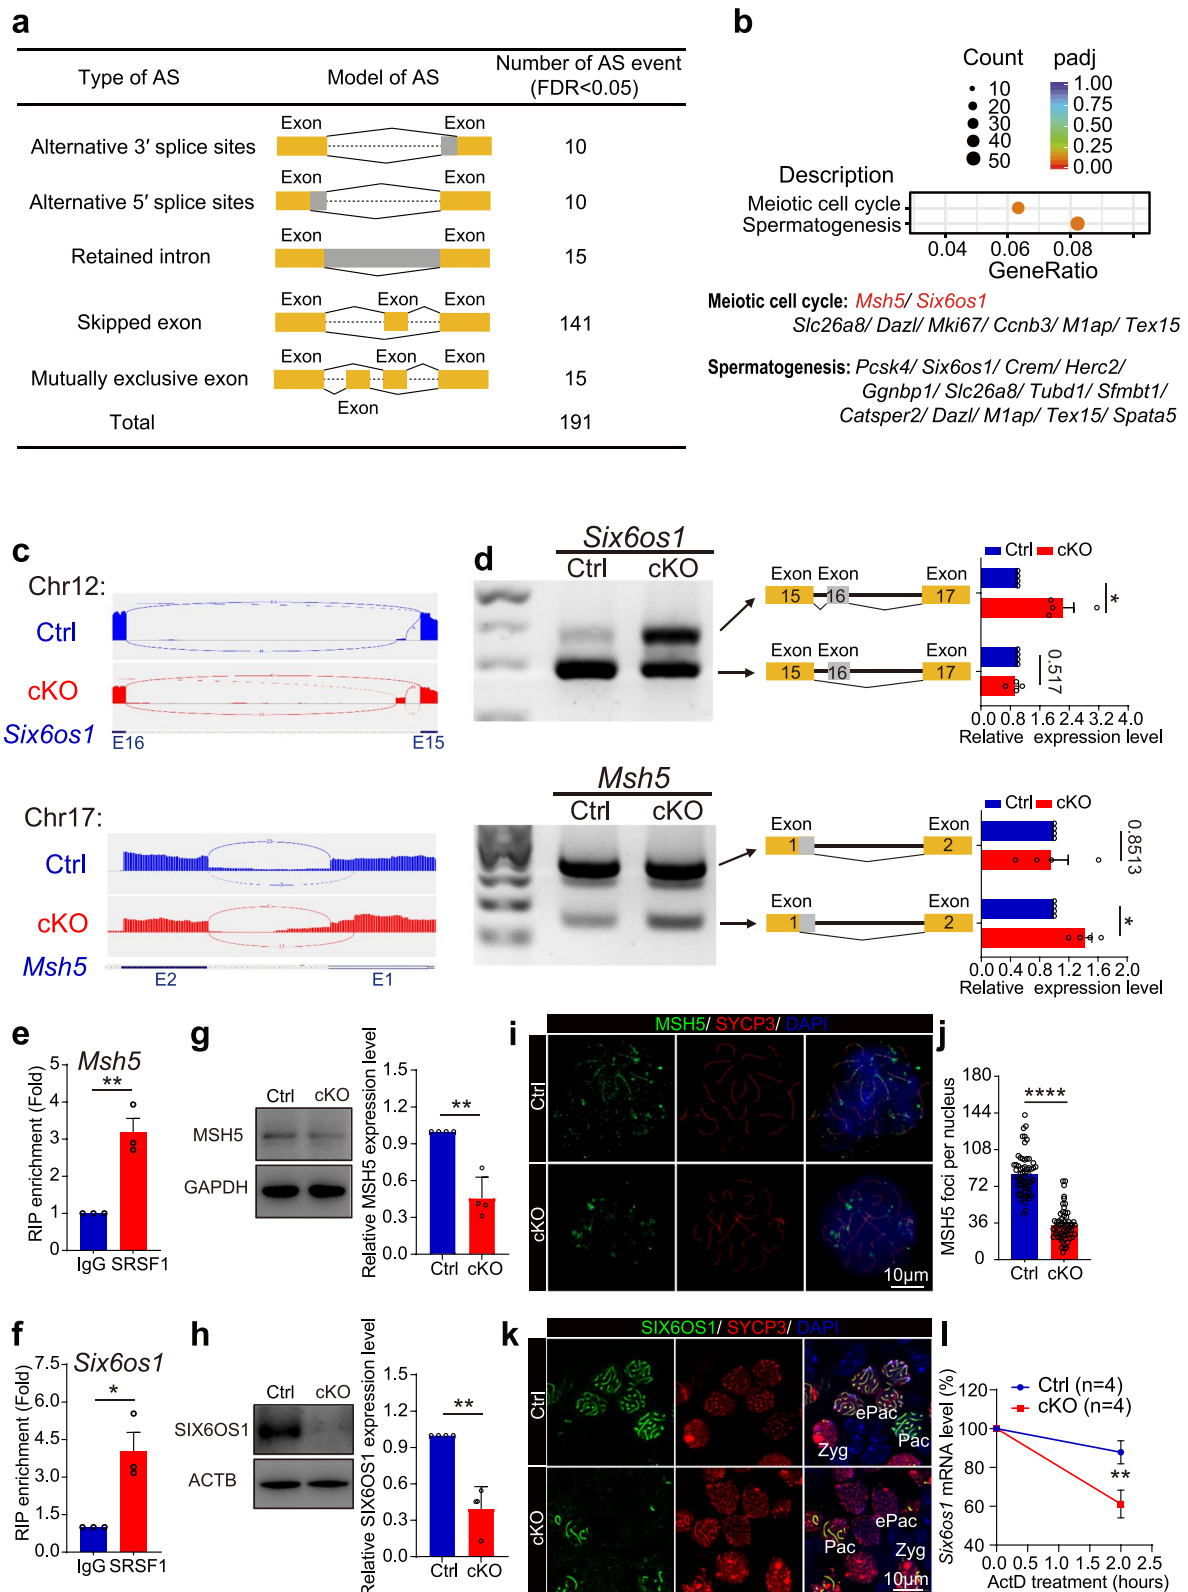 a
Type of AS
Model of AS
Number of AS event
(FDR<0.05)
Exon Exon
Alternative 3′ splice sites
10
Exon Exon
Alternative 5′ splice sites
10
Exon Exon
Retained intron
15
Exon Exon Exon
Skipped exon
141
Exon Exon Exon
Mutually exclusive exon
15
Exon
Total
191
b
Count
10
20
30
40
50
padj
1.00
0.75
0.50
0.25
0.00
Description
Meiotic cell cycle
Spermatogenesis
0.04 0.06 0.08
GeneRatio
Meiotic cell cycle: Msh5/ Six6os1
Slc26a8/ Dazl/ Mki67/ Ccnb3/ M1ap/ Tex15
Spermatogenesis: Pcsk4/ Six6os1/ Crem/ Herc2/
Ggnbp1/ Slc26a8/ Tubd1/ Sfmbt1/
Catsper2/ Dazl/ M1ap/ Tex15/ Spata5
c
Chr12:
Ctrl
cKO
Six6os1
E16 E15
Chr17:
Ctrl
cKO
Msh5
E2 E1
d
Six6os1
Ctrl cKO
Exon Exon Exon
15 16 17
Exon Exon Exon
15 16 17
Ctrl cKO
*
0.517
0.0 0.8 1.6 2.4 3.2 4.0
Relative expression level
Msh5
Ctrl cKO
Exon Exon
1 2
Exon Exon
1 2
Ctrl cKO
0.8513
*
0.0 0.4 0.8 1.2 1.6 2.0
Relative expression level
e
Msh5
RIP enrichment (Fold)
5
4
3
2
1
0
**
IgG SRSF1
f
Six6os1
RIP enrichment (Fold)
7.5
6.0
4.5
3.0
1.5
0.0
*
IgG SRSF1
g
Ctrl cKO
MSH5
GAPDH
Relative MSH5 expression level
1.5
1.2
0.9
0.6
0.3
0.0
**
Ctrl cKO
h
Ctrl cKO
SIX6OS1
ACTB
Relative SIX6OS1 expression level
1.5
1.2
0.9
0.6
0.3
0.0
**
Ctrl cKO
i
MSH5/ SYCP3/ DAPI
Ctrl
cKO
10μm
j
MSH5 foci per nucleus
180
144
108
72
36
0
****
Ctrl cKO
k
SIX6OS1/ SYCP3/ DAPI
Ctrl
ePac
Zyg
Pac
cKO
ePac
Pac
Zyg
10μm
l
Six6os1 mRNA level (%)
120
100
80
60
40
Ctrl (n=4)
cKO (n=4)
**
0.0 0.5 1.0 1.5 2.0 2.5
ActD treatment (hours)